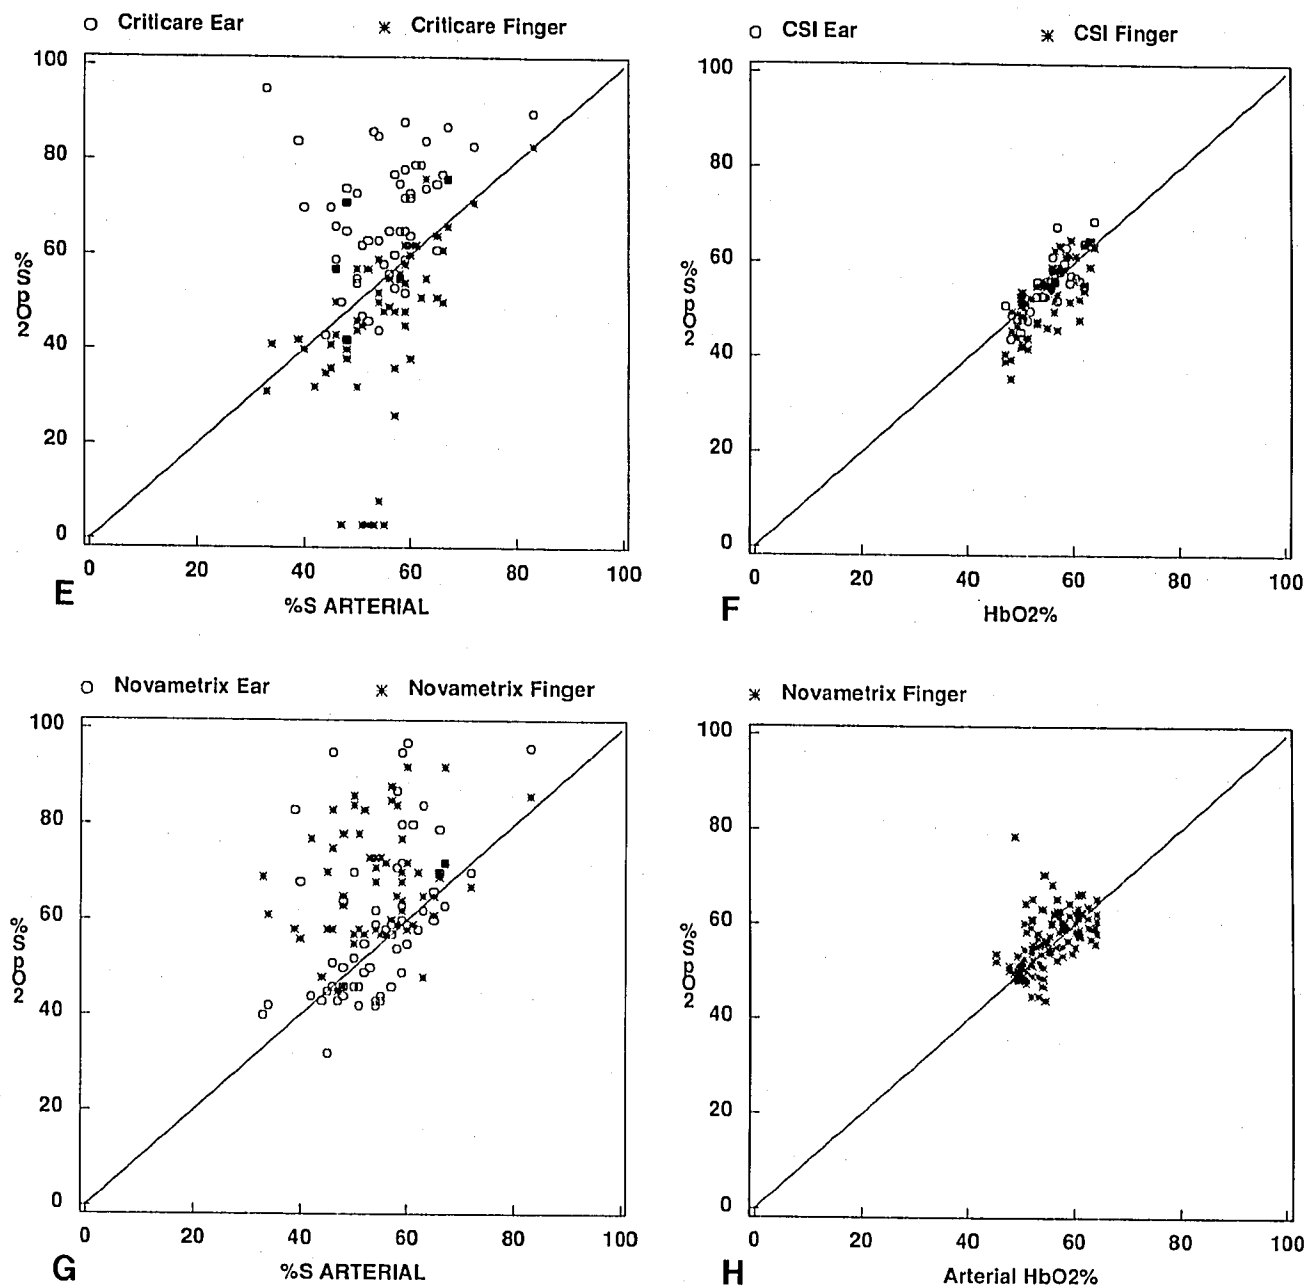 Criticare Ear Criticare Finger
100
80
60
40
20
0
%SpO2
0 20 40 60 80 100
%S ARTERIAL
E
CSI Ear CSI Finger
100
80
60
40
20
0
%SpO2
0 20 40 60 80 100
HbO2%
F
Novametrix Ear Novametrix Finger
100
80
60
40
20
0
%SpO2
0 20 40 60 80 100
%S ARTERIAL
G
Novametrix Finger
100
80
60
40
20
0
%SpO2
0 20 40 60 80 100
Arterial HbO2%
H